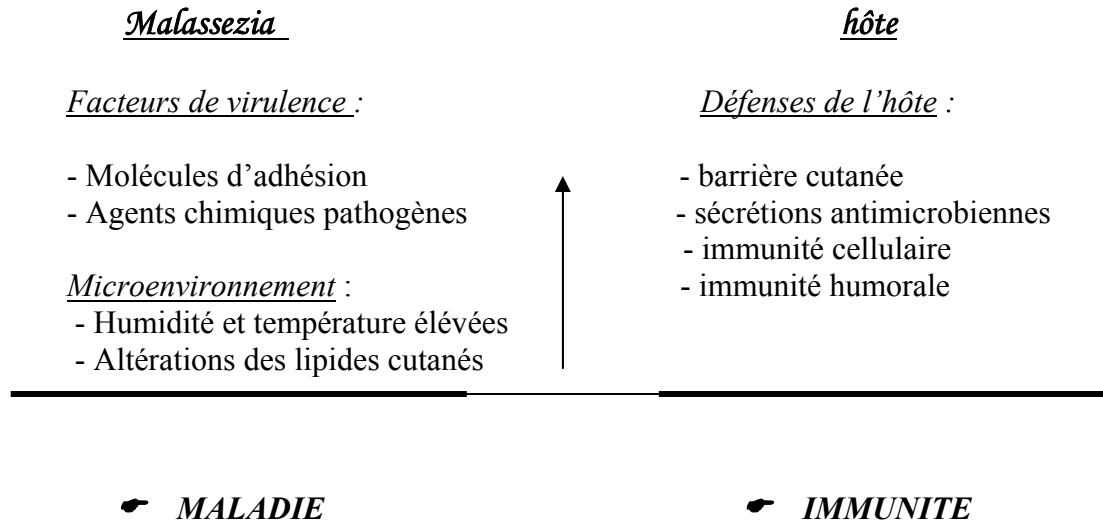 Malassezia
hôte
Facteurs de virulence :
- Molécules d’adhésion
- Agents chimiques pathogènes
Microenvironnement :
- Humidité et température élévées
- Altérations des lipides cutanés
Défenses de l’hôte :
- barrière cutanée
- sécrétions antimicrobiennes
- immunité cellulaire
- immunité humorale
☛ MALADIE
☛ IMMUNITE